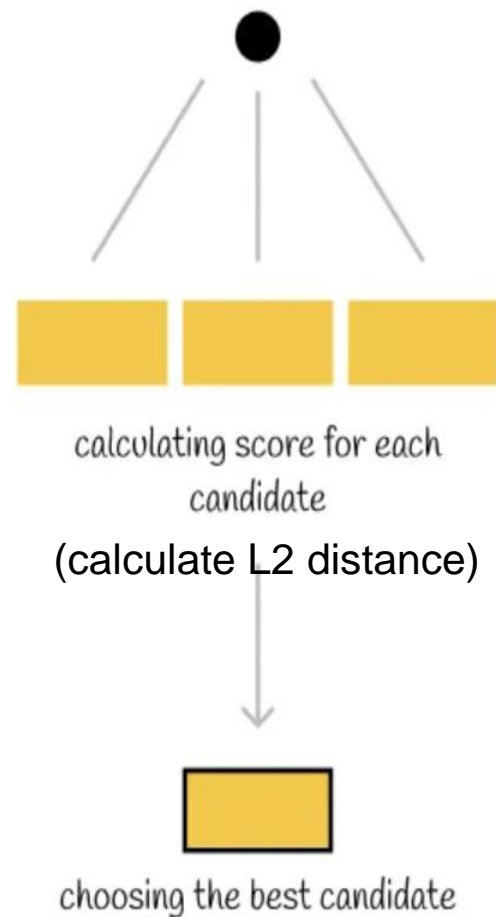 calculating score for each
candidate
(calculate L2 distance)
choosing the best candidate